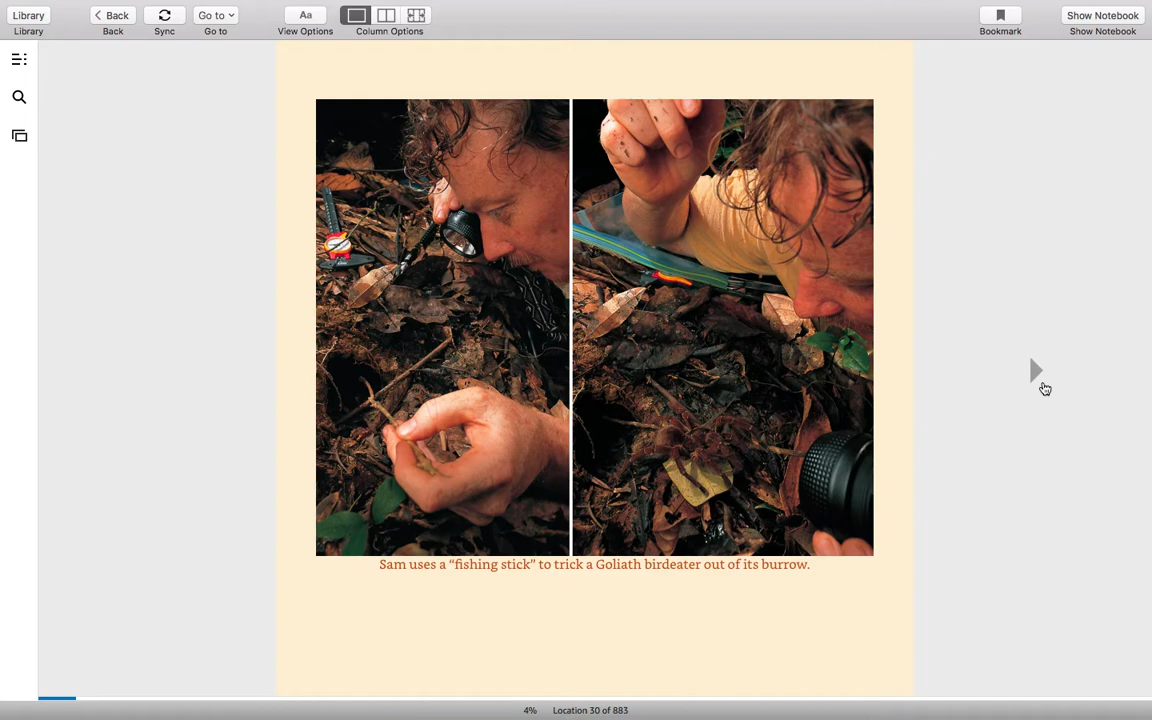 Library
Back
Go to
Aa
Show Notebook
Library
Back
Sync
Go to
View Options
Column Options
Bookmark
Show Notebook
Sam uses a “fishing stick” to trick a Goliath birdeater out of its burrow.
4%
Location 30 of 883